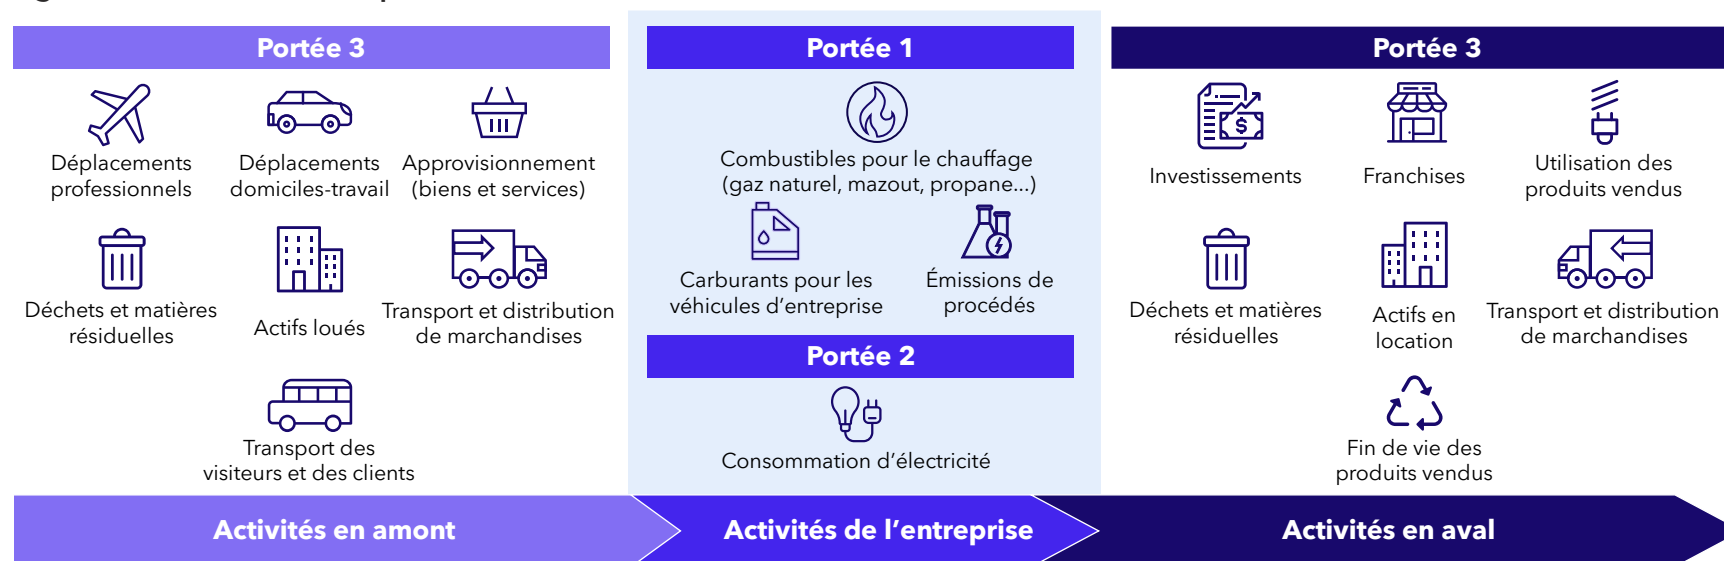 Portée 3
Déplacements
professionnels
Déplacements
domiciles-travail
Approvisionnement
(biens et services)
Déchets et matières
résiduelles
Actifs loués
Transport et distribution
de marchandises
Transport des
visiteurs et des clients
Activités en amont
Portée 1
Combustibles pour le chauffage
(gaz naturel, mazout, propane...)
Carburants pour les
véhicules d'entreprise
Émissions de
procédés
Portée 2
Consommation d'électricité
Activités de l'entreprise
Portée 3
Investissements
Franchises
Utilisation des
produits vendus
Déchets et matières
résiduelles
Actifs en
location
Transport et distribution
de marchandises
Fin de vie des
produits vendus
Activités en aval